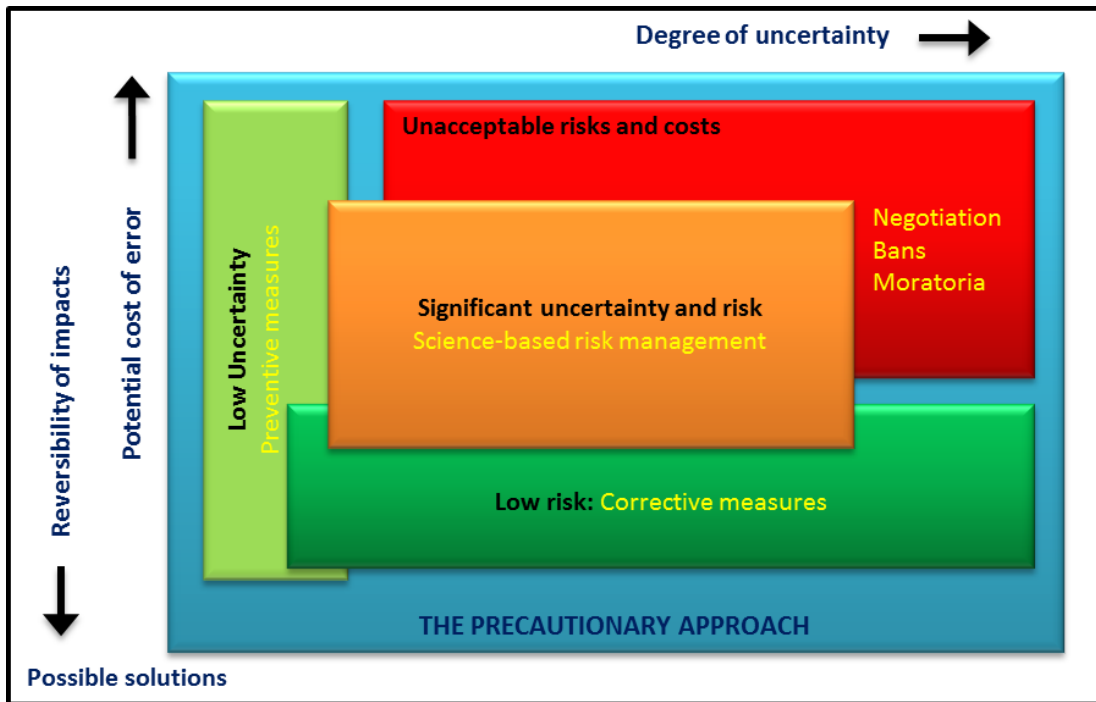 Degree of uncertainty
Reversibility of impacts
Potential cost of error
Low Uncertainty
Preventive measures
Unacceptable risks and costs
Negotiation
Bans
Moratoria
Significant uncertainty and risk
Science-based risk management
Low risk: Corrective measures
THE PRECAUTIONARY APPROACH
Possible solutions